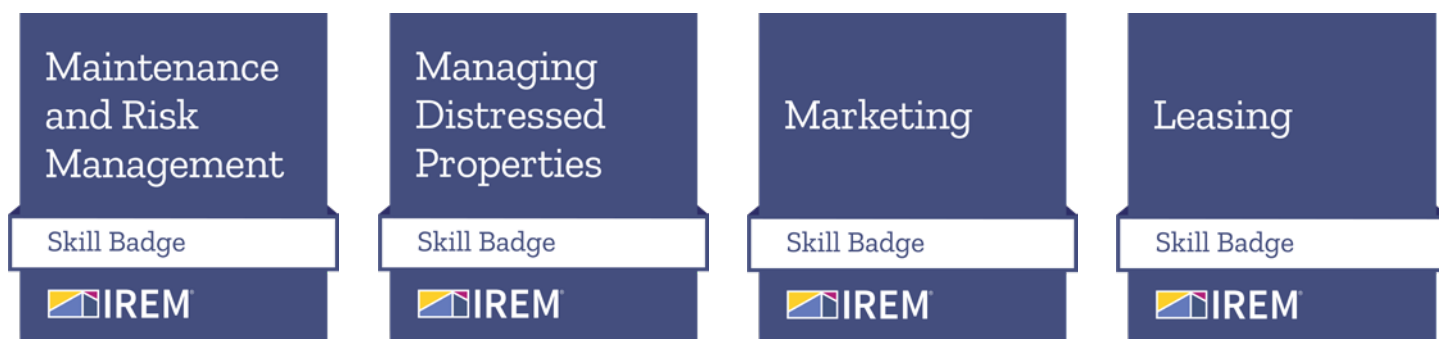 Maintenance
and Risk
Management
Skill Badge
IREM®
Managing
Distressed
Properties
Skill Badge
IREM®
Marketing
Skill Badge
IREM®
Leasing
Skill Badge
IREM®